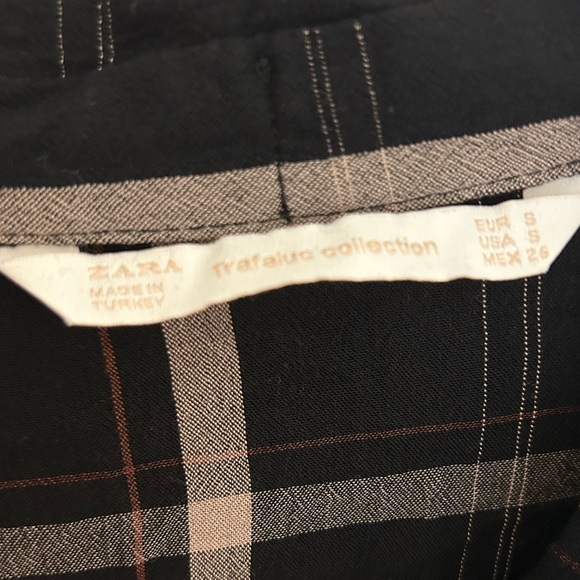 ZARA
MADE IN
TURKEY
Trafaluc collection
EUR S
USA S
MEX 26